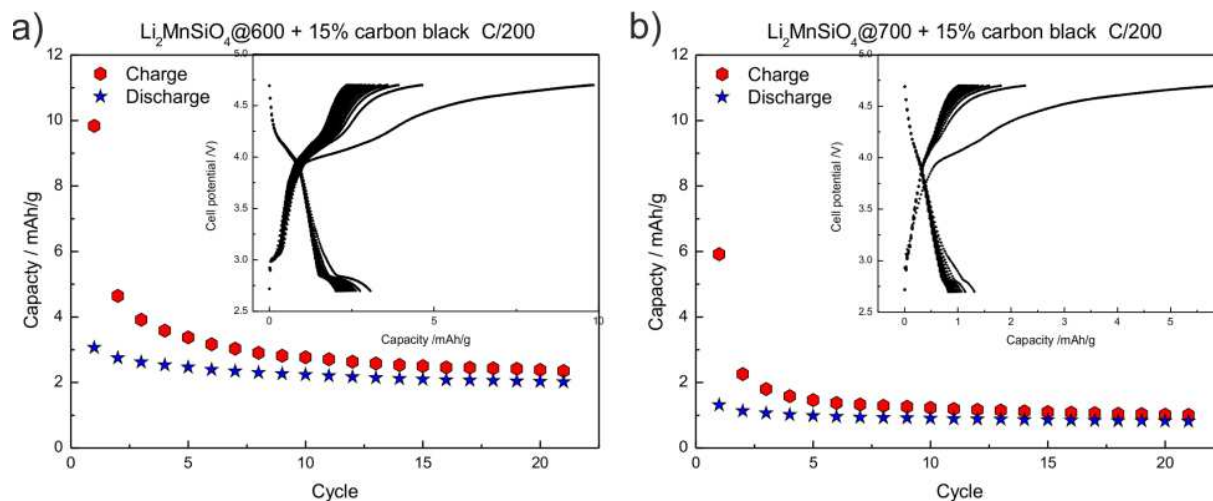 a)
Li2MnSiO4@600 + 15% carbon black C/200
12
10
8
6
4
2
0
Capacty / mAh/g
Charge
Discharge
5.0
4.5
4.0
3.5
3.0
2.5
Cell potential /V)
0
5
10
Capacity /mAh/g
0
5
10
15
20
Cycle
b)
Li2MnSiO4@700 + 15% carbon black C/200
12
10
8
6
4
2
0
Capacty / mAh/g
Charge
Discharge
5.0
4.5
4.0
3.5
3.0
2.5
Cell potential /V)
0
1
2
3
4
5
Capacity /mAh/g
0
5
10
15
20
Cycle